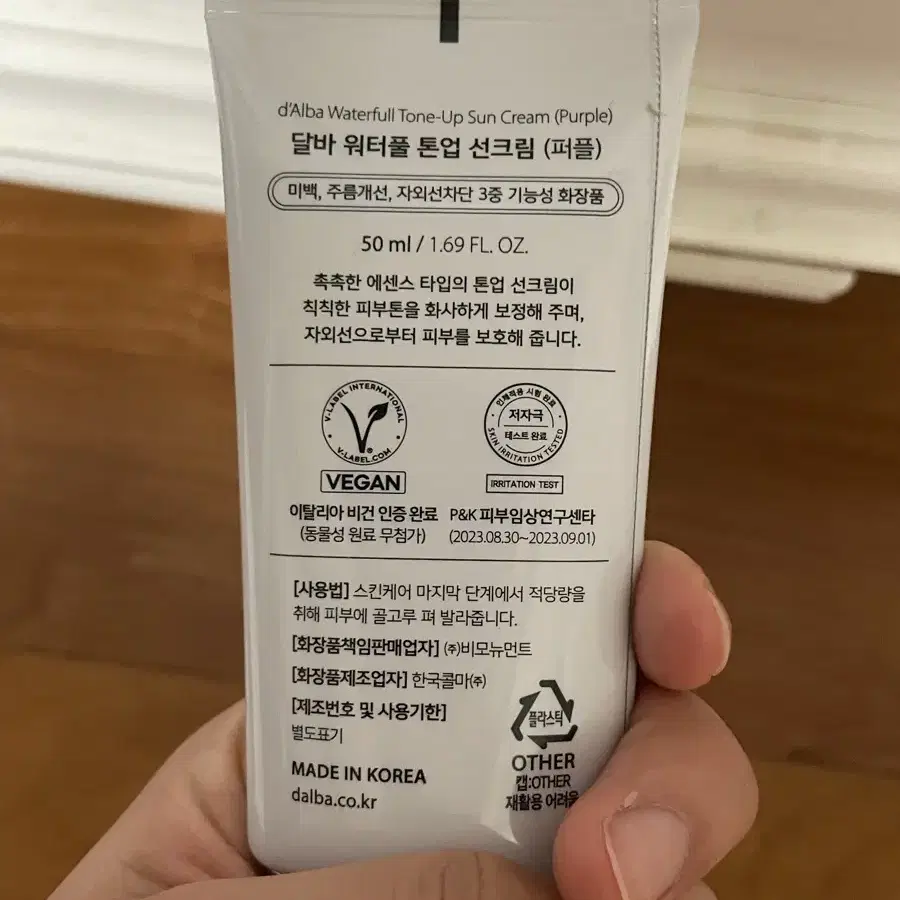 d'Alba Waterfull Tone-Up Sun Cream (Purple)
달바 워터풀 톤업 선크림 (퍼플)
미백, 주름개선, 자외선차단 3중 기능성 화장품
50 ml / 1.69 FL. OZ.
촉촉한 에센스 타입의 톤업 선크림이
칙칙한 피부톤을 화사하게 보정해 주며,
자외선으로부터 피부를 보호해 줍니다.
V-LABEL INTERNATIONAL
V-LABEL.COM
VEGAN
이탈리아 비건 인증 완료
(동물성 원료 무첨가)
인체적용 시험 완료
저자극
테스트 완료
SKIN IRRITATION TESTED
IRRITATION TEST
P&K 피부임상연구센타
(2023.08.30~2023.09.01)
[사용법] 스킨케어 마지막 단계에서 적당량을
취해 피부에 골고루 펴 발라줍니다.
[화장품책임판매업자] ㈜비모뉴먼트
[화장품제조업자] 한국콜마㈜
[제조번호 및 사용기한]
별도표기
MADE IN KOREA
dalba.co.kr
플라스틱
OTHER
캡:OTHER
재활용 어려움